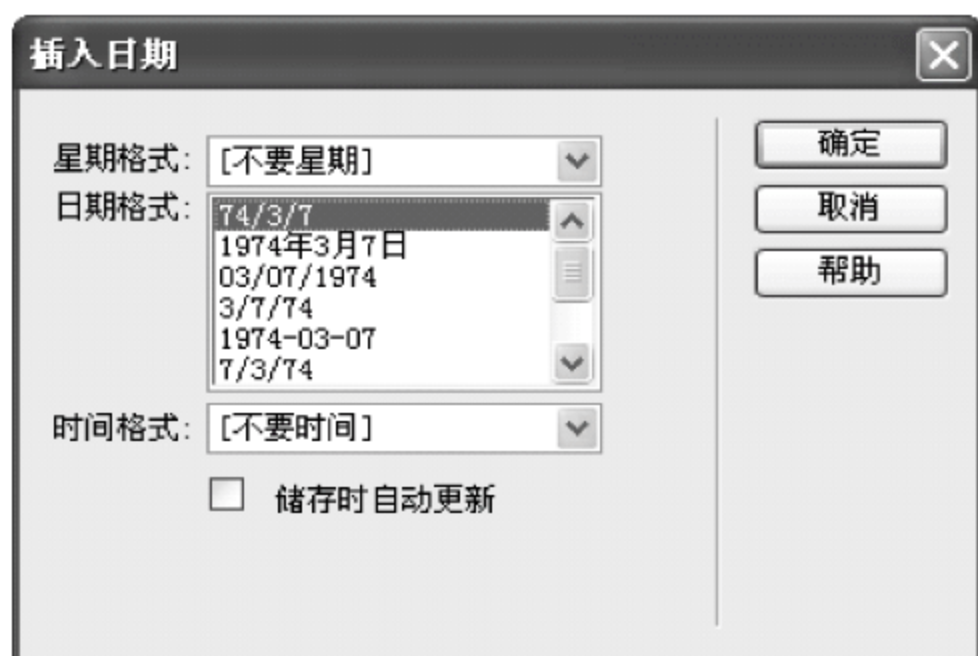 插入日期
星期格式: [不要星期]
日期格式: 74/3/7
1974年3月7日
03/07/1974
3/7/74
1974-03-07
7/3/74
时间格式: [不要时间]
储存时自动更新
确定
取消
帮助